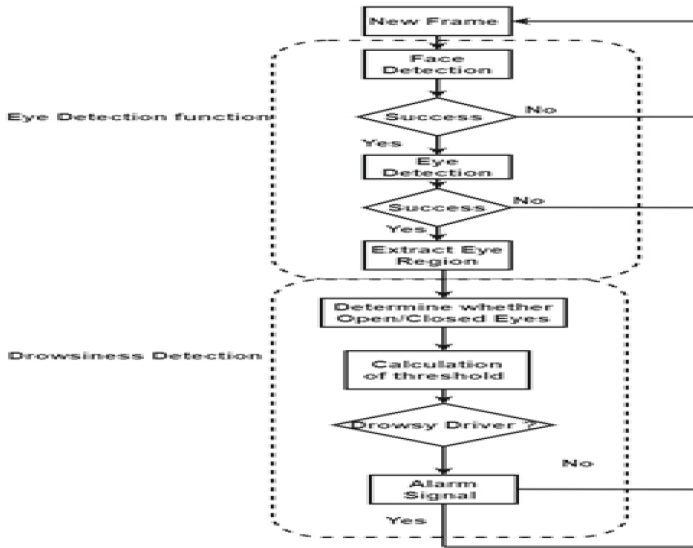 New Frame
Face
Detection
Eye Detection function
Success
No
Yes
Eye
Detection
Success
No
Yes
Extract Eye
Region
Determine whether
Open/Closed Eyes
Drowsiness Detection
Calculation
of threshold
Drowsy Driver ?
No
Alarm
Signal
Yes